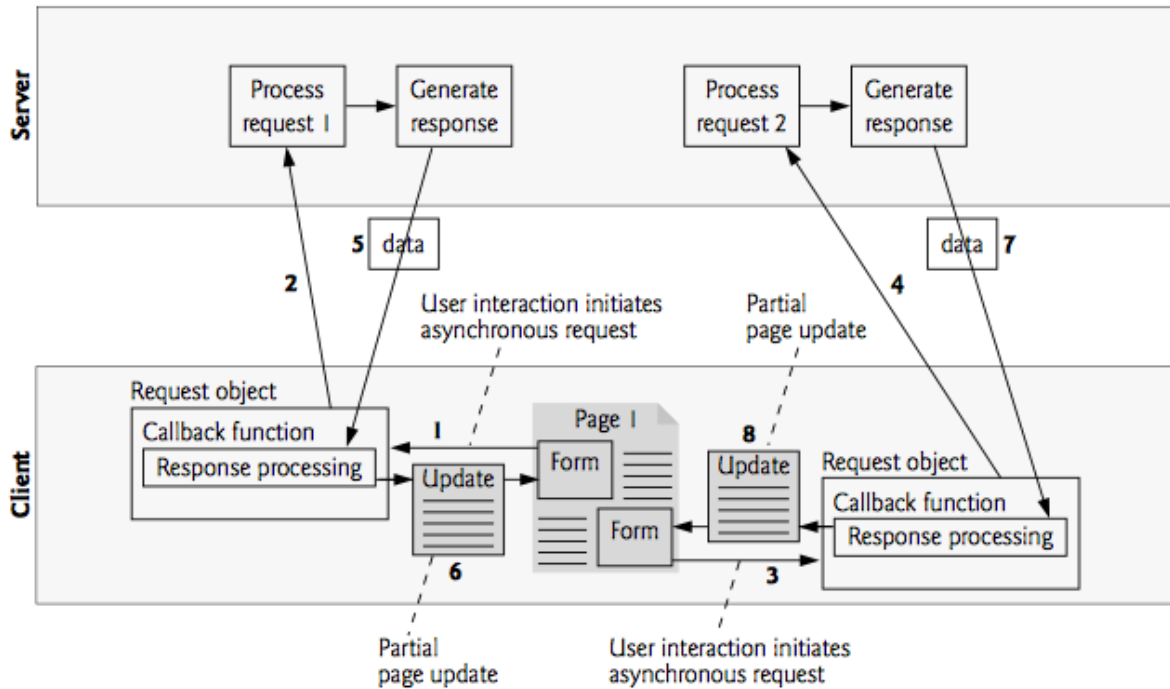 Server
Process
request 1
Generate
response
Process
request 2
Generate
response
5
data
2
data
7
4
User interaction initiates
asynchronous request
Partial
page update
Client
Request object
Callback function
Response processing
1
Update
6
Page 1
Form
Form
8
Update
3
Request object
Callback function
Response processing
Partial
page update
User interaction initiates
asynchronous request